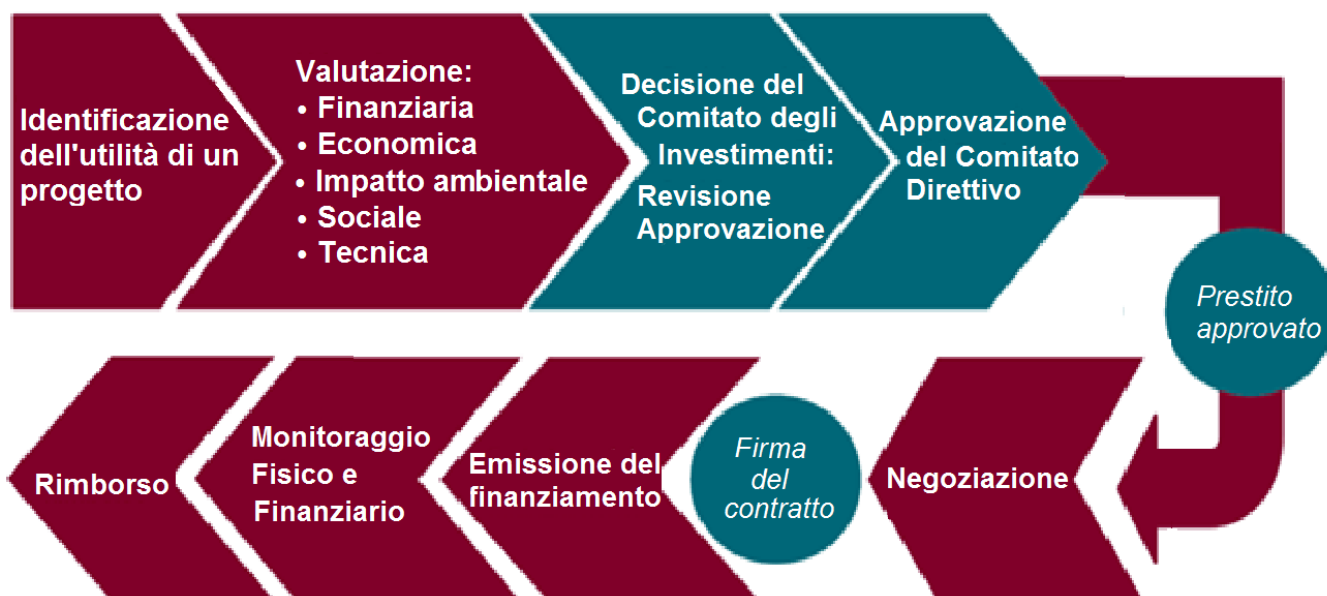 Identificazione
dell'utilità di un
progetto
Valutazione:
• Finanziaria
• Economica
• Impatto ambientale
• Sociale
• Tecnica
Decisione del
Comitato degli
Investimenti:
Revisione
Approvazione
Approvazione
del Comitato
Direttivo
Prestito
approvato
Negoziazione
Firma
del
contratto
Emissione del
finanziamento
Monitoraggio
Fisico e
Finanziario
Rimborso